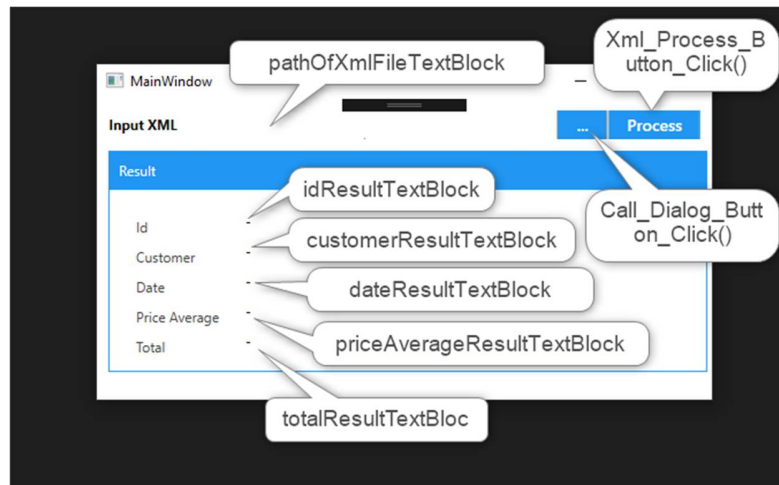 Xml_Process_B
utton_Click()
pathOfXmlFileTextBlock
MainWindow
Input XML
...
Process
Result
idResultTextBlock
Call_Dialog_Butt
on_Click()
Id
-
customerResultTextBlock
Customer
-
Date
-
dateResultTextBlock
Price Average
-
priceAverageResultTextBlock
Total
-
totalResultTextBloc